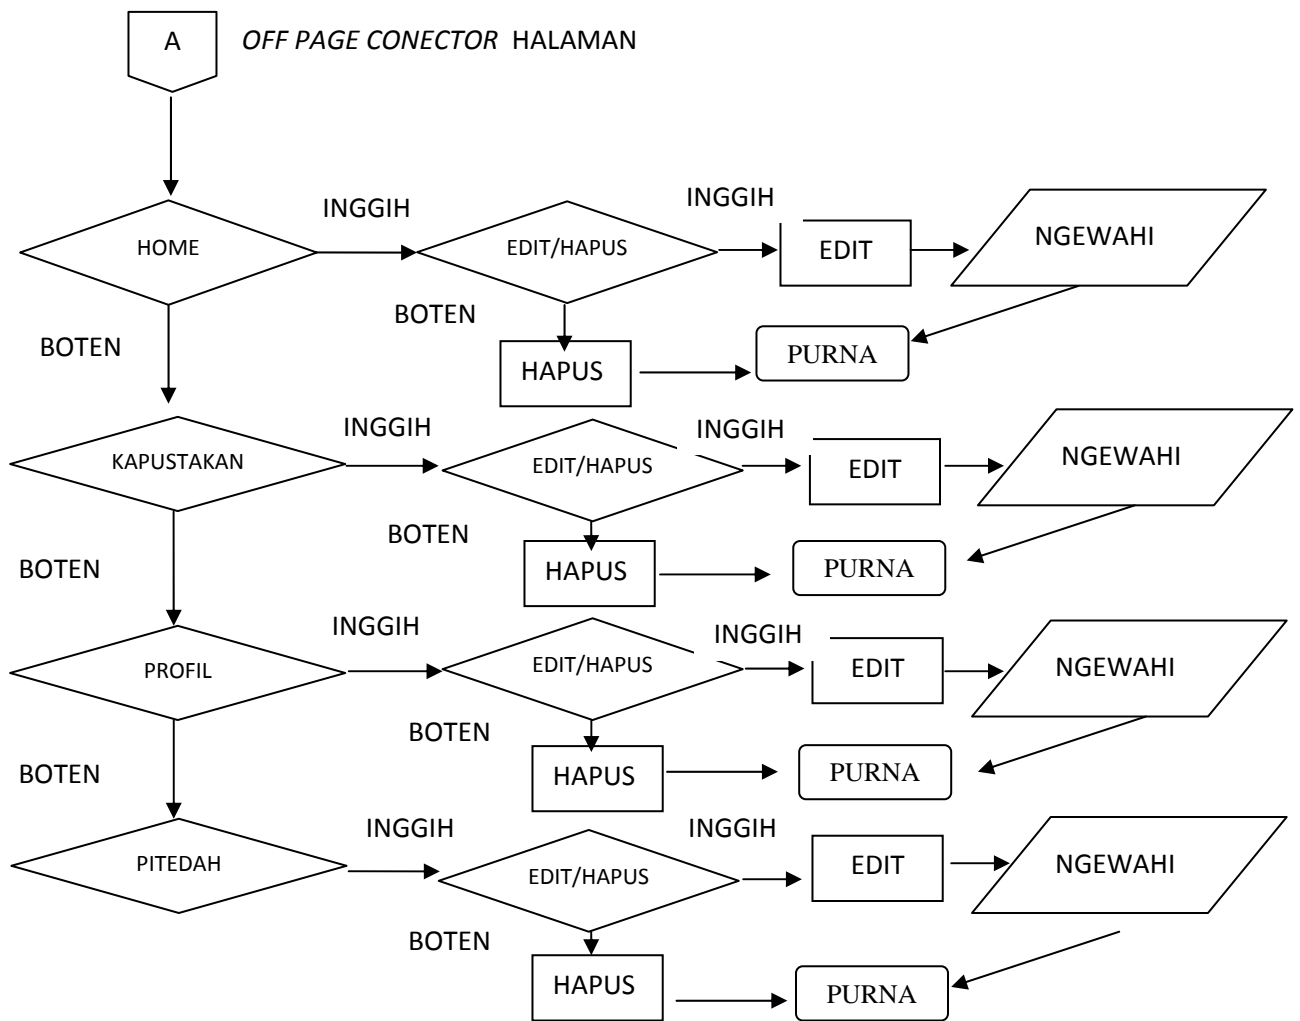 A
OFF PAGE CONECTOR HALAMAN
INGGIH
INGGIH
HOME
EDIT/HAPUS
EDIT
NGEWAHI
BOTEN
BOTEN
HAPUS
PURNA
INGGIH
INGGIH
KAPUSTAKAN
EDIT/HAPUS
EDIT
NGEWAHI
BOTEN
BOTEN
HAPUS
PURNA
INGGIH
INGGIH
PROFIL
EDIT/HAPUS
EDIT
NGEWAHI
BOTEN
BOTEN
HAPUS
PURNA
INGGIH
INGGIH
PITEDAH
EDIT/HAPUS
EDIT
NGEWAHI
BOTEN
HAPUS
PURNA